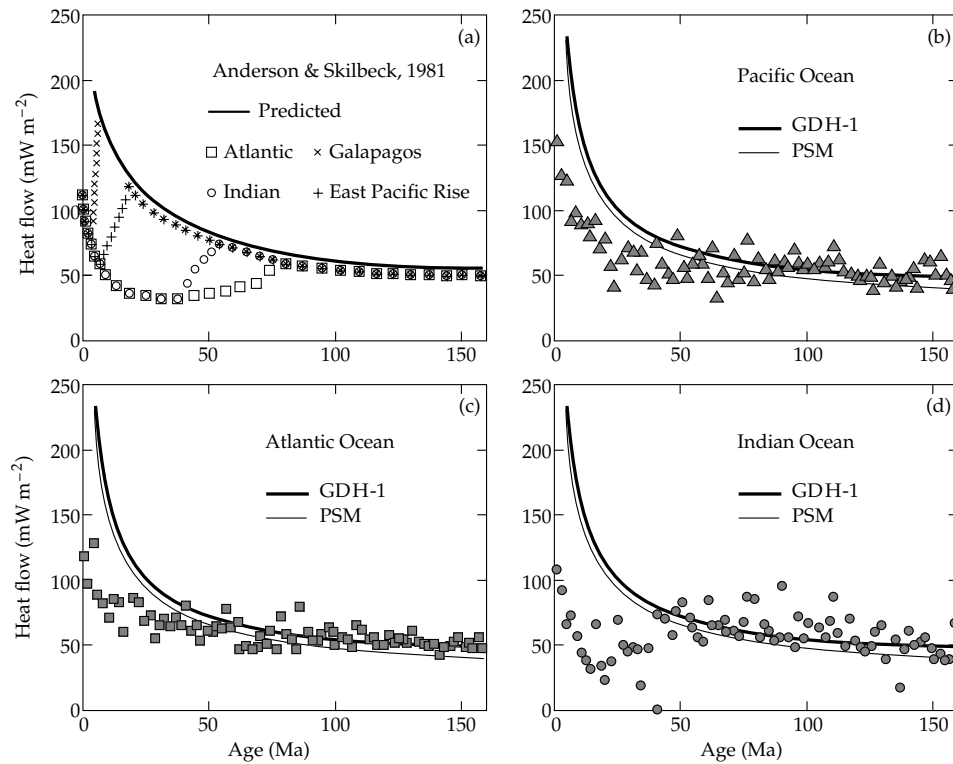 250
200
150
100
50
0
Heat flow (mW m−2)
0
50
100
150
(a)
Anderson & Skilbeck, 1981
Predicted
Atlantic
Galapagos
Indian
East Pacific Rise
250
200
150
100
50
0
0
50
100
150
(b)
Pacific Ocean
GDH-1
PSM
250
200
150
100
50
0
Heat flow (mW m−2)
0
50
100
150
Age (Ma)
(c)
Atlantic Ocean
GDH-1
PSM
250
200
150
100
50
0
0
50
100
150
Age (Ma)
(d)
Indian Ocean
GDH-1
PSM